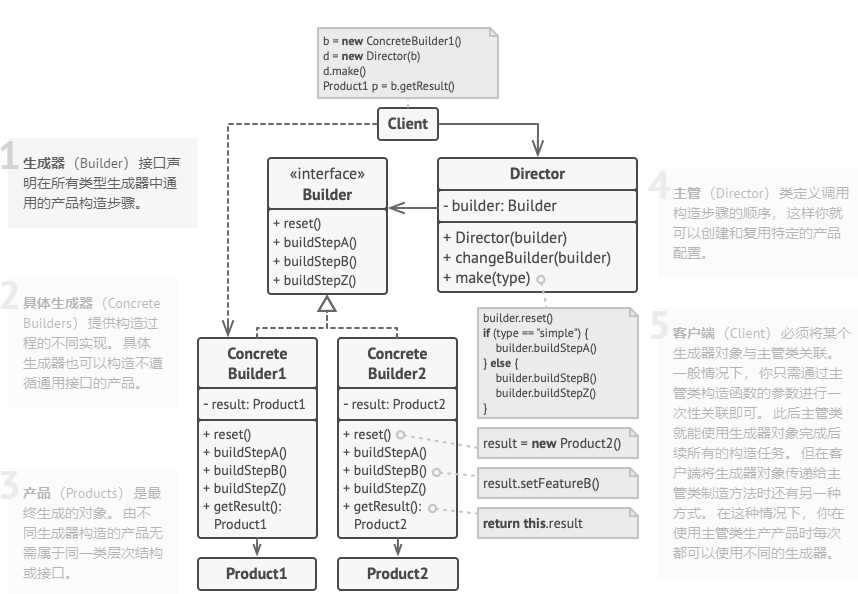 b = new ConcreteBuilder1()
d = new Director(b)
d.make()
Product1 p = b.getResult()
Client
1
生成器（Builder）接口声
明在所有类型生成器中通
用的产品构造步骤。
«interface»
Builder
+ reset()
+ buildStepA()
+ buildStepB()
+ buildStepZ()
Director
- builder: Builder
+ Director(builder)
+ changeBuilder(builder)
+ make(type)
4
主管（Director）类定义调用
构造步骤的顺序，这样你就
可以创建和复用特定的产品
配置。
2
具体生成器（Concrete
Builders）提供构造过
程的不同实现。具体
生成器也可以构造不遵
循通用接口的产品。
builder.reset()
if (type == "simple") {
builder.buildStepA()
} else {
builder.buildStepB()
builder.buildStepZ()
}
5
客户端（Client）必须将某个
生成器对象与主管类关联。
一般情况下，你只需通过主
管类构造函数的参数进行一
次性关联即可。此后主管类
就能使用生成器对象完成后
续所有的构造任务。但在客
户端将生成器对象传递给主
管类制造方法时还有另一种
方式。在这种情况下，你在
使用主管类生产产品时每次
都可以使用不同的生成器。
Concrete
Builder1
- result: Product1
+ reset()
+ buildStepA()
+ buildStepB()
+ buildStepZ()
+ getResult():
Product1
Concrete
Builder2
- result: Product2
+ reset()
+ buildStepA()
+ buildStepB()
+ buildStepZ()
+ getResult():
Product2
result = new Product2()
result.setFeatureB()
return this.result
3
产品（Products）是最
终生成的对象。由不
同生成器构造的产品无
需属于同一类层次结构
或接口。
Product1
Product2